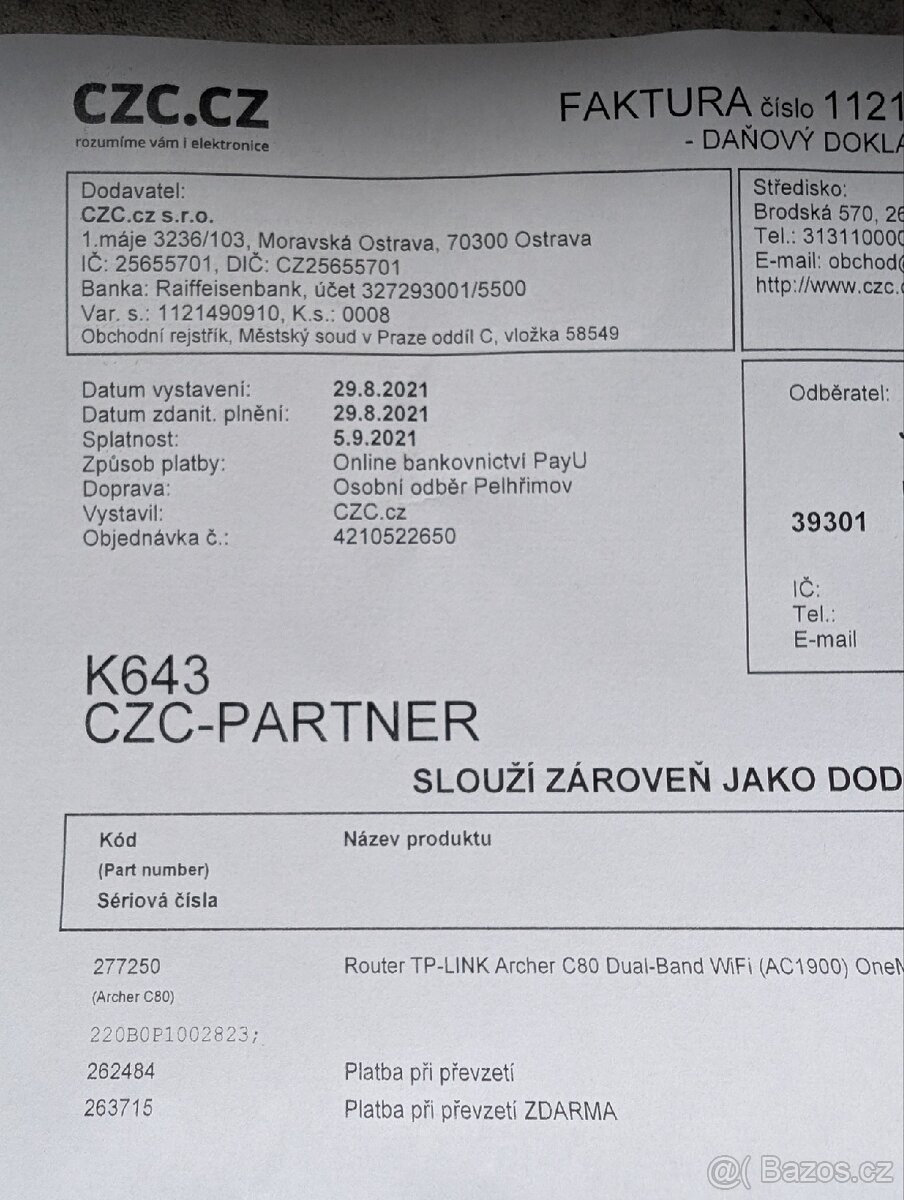 CZC.CZ
rozumíme vám i elektronice
FAKTURA číslo 1121
- DAŇOVÝ DOKLA
Dodavatel:
CZC.cz s.r.o.
1.máje 3236/103, Moravská Ostrava, 70300 Ostrava
IČ: 25655701, DIČ: CZ25655701
Banka: Raiffeisenbank, účet 327293001/5500
Var. s.: 1121490910, K.s.: 0008
Obchodní rejstřík, Městský soud v Praze oddíl C, vložka 58549
Středisko:
Brodská 570, 26
Tel.: 313110000
E-mail: obchod@
http://www.czc.c
Datum vystavení: 29.8.2021
Datum zdanit. plnění: 29.8.2021
Splatnost: 5.9.2021
Způsob platby: Online bankovnictví PayU
Doprava: Osobní odběr Pelhřimov
Vystavil: CZC.cz
Objednávka č.: 4210522650
Odběratel:
39301
IČ:
Tel.:
E-mail
K643
CZC-PARTNER
SLOUŽÍ ZÁROVEŇ JAKO DOD
Kód Název produktu
(Part number)
Sériová čísla
277250 Router TP-LINK Archer C80 Dual-Band WiFi (AC1900) OneM
(Archer C80)
220B0P1002823;
262484 Platba při převzetí
263715 Platba při převzetí ZDARMA
@( Bazos.cz